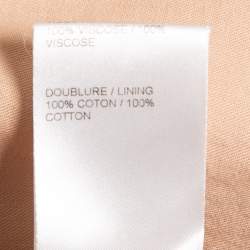 100% VISCOSE / 100%
VISCOSE
DOUBLURE / LINING
100% COTON / 100%
COTTON